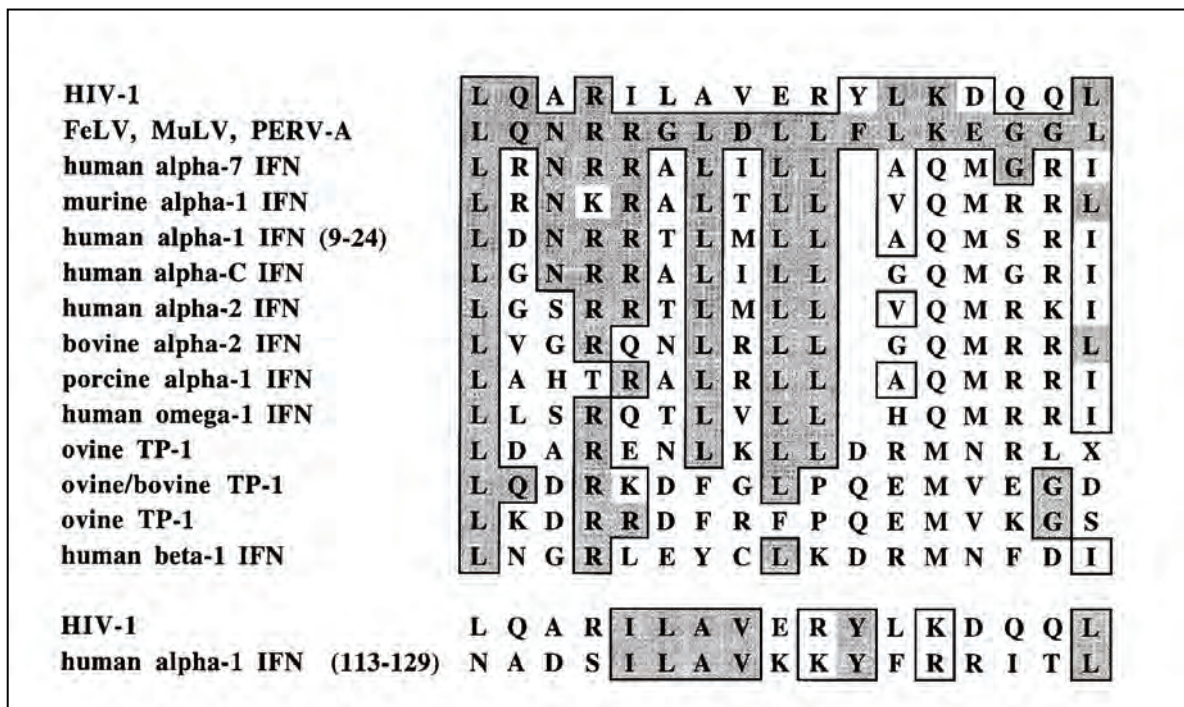 HIV-1 L Q A R I L A V E R Y L K D Q Q L
FeLV, MuLV, PERV-A L Q N R R G L D L L F L K E G G L
human alpha-7 IFN L R N R R A L I L L A Q M G R I
murine alpha-1 IFN L R N K R A L T L L V Q M R R L
human alpha-1 IFN (9-24) L D N R R T L M L L A Q M S R I
human alpha-C IFN L G N R R A L I L L G Q M G R I
human alpha-2 IFN L G S R R T L M L L V Q M R K I
bovine alpha-2 IFN L V G R Q N L R L L G Q M R R L
porcine alpha-1 IFN L A H T R A L R L L A Q M R R I
human omega-1 IFN L L S R Q T L V L L H Q M R R I
ovine TP-1 L D A R E N L K L L D R M N R L X
ovine/bovine TP-1 L Q D R K D F G L P Q E M V E G D
ovine TP-1 L K D R R D F R F P Q E M V K G S
human beta-1 IFN L N G R L E Y C L K D R M N F D I
HIV-1 L Q A R I L A V E R Y L K D Q Q L
human alpha-1 IFN (113-129) N A D S I L A V K K Y F R R I T L